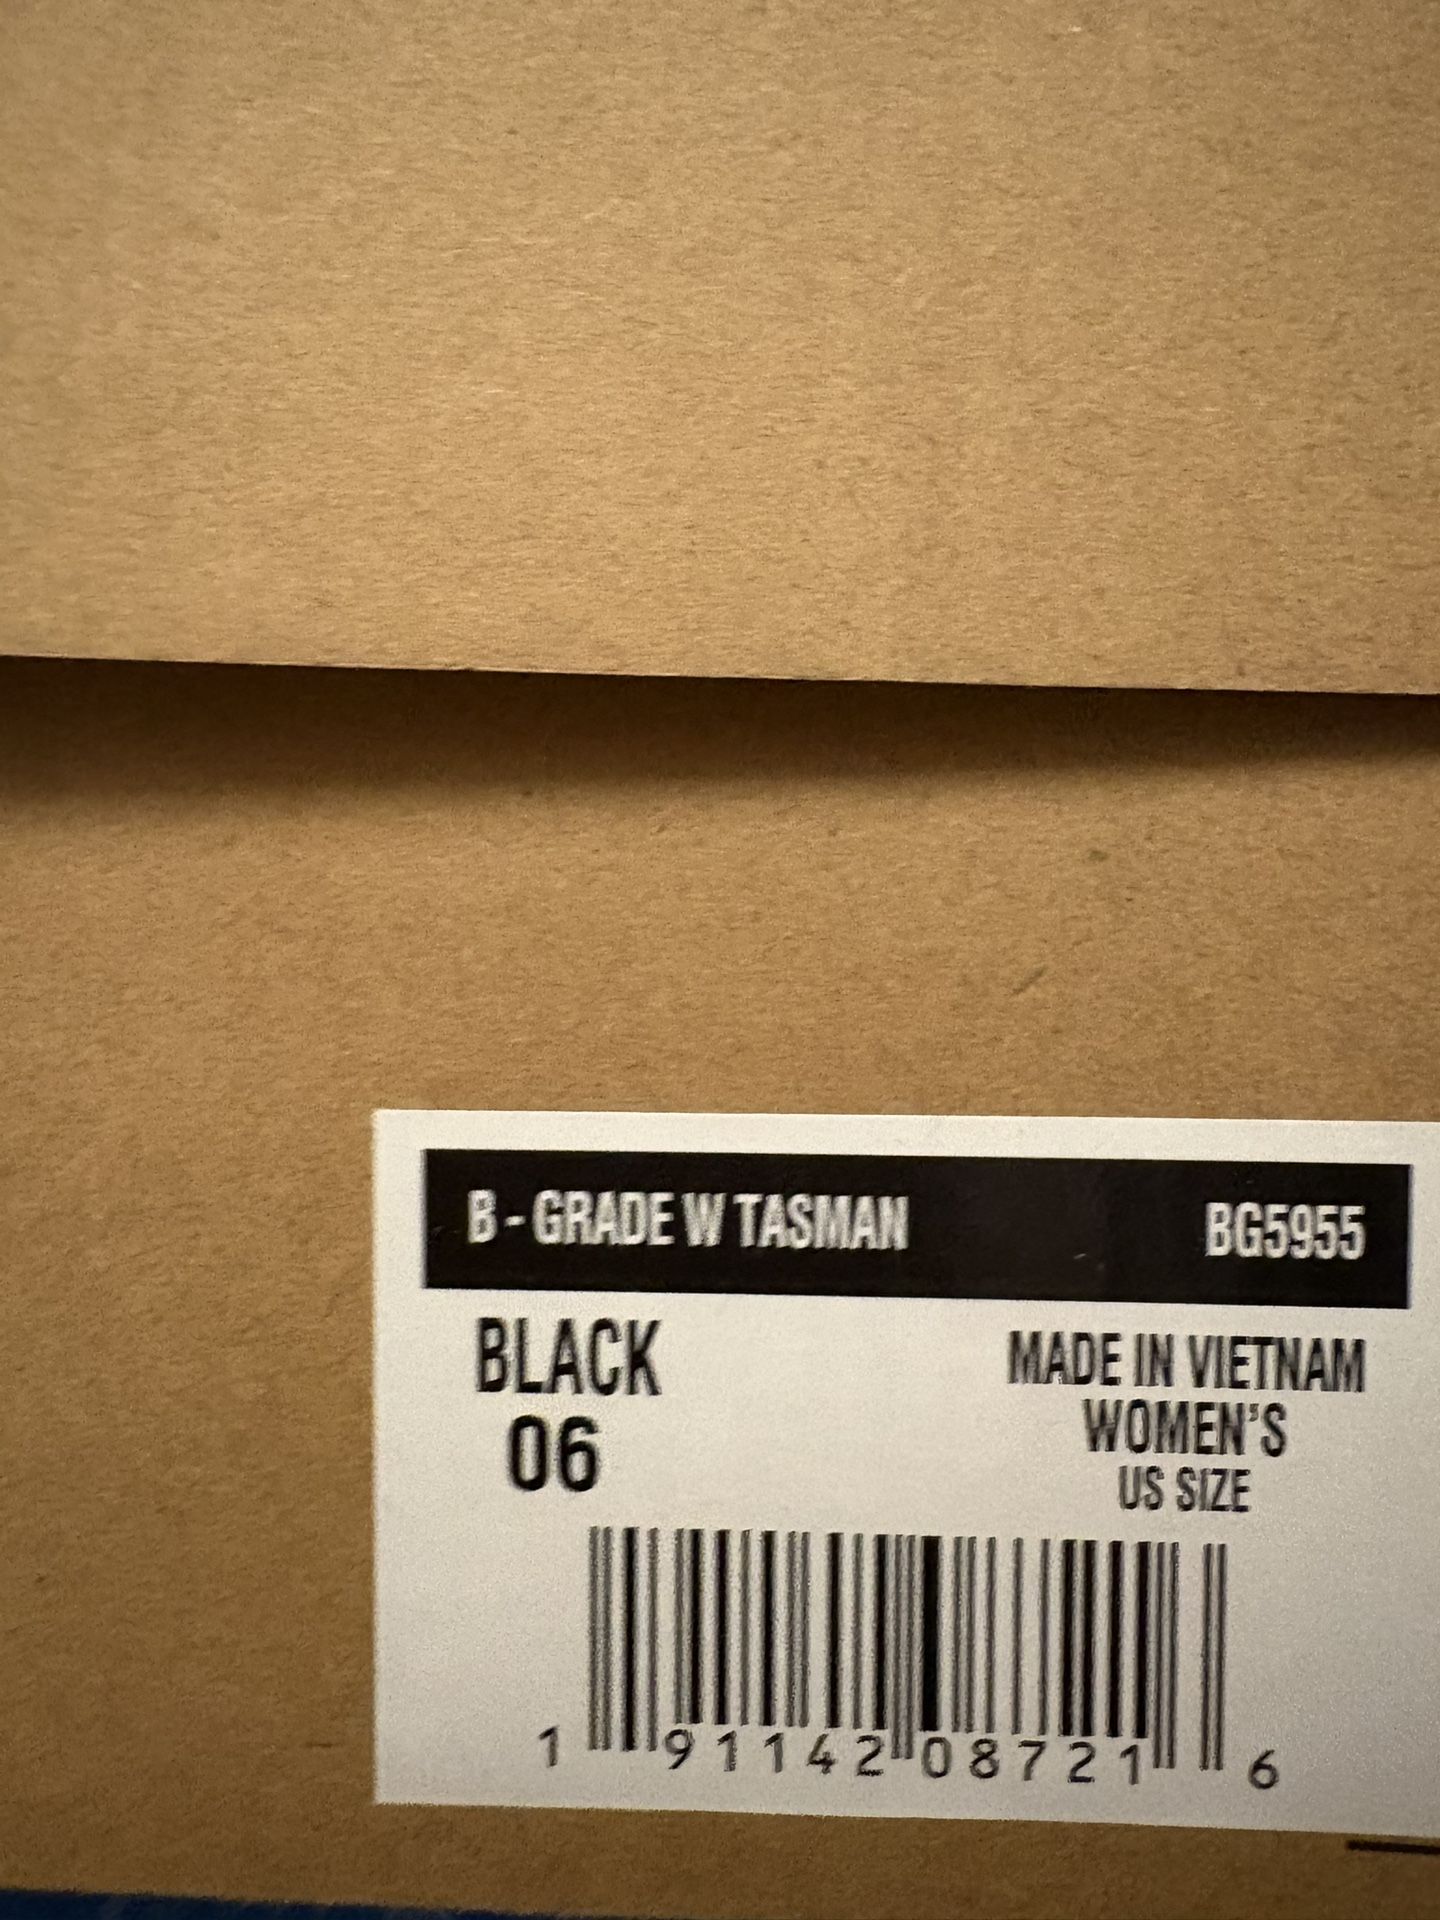 B - GRADE W TASMAN BG5955
BLACK
06
MADE IN VIETNAM
WOMEN'S
US SIZE
1 91142 08721 6